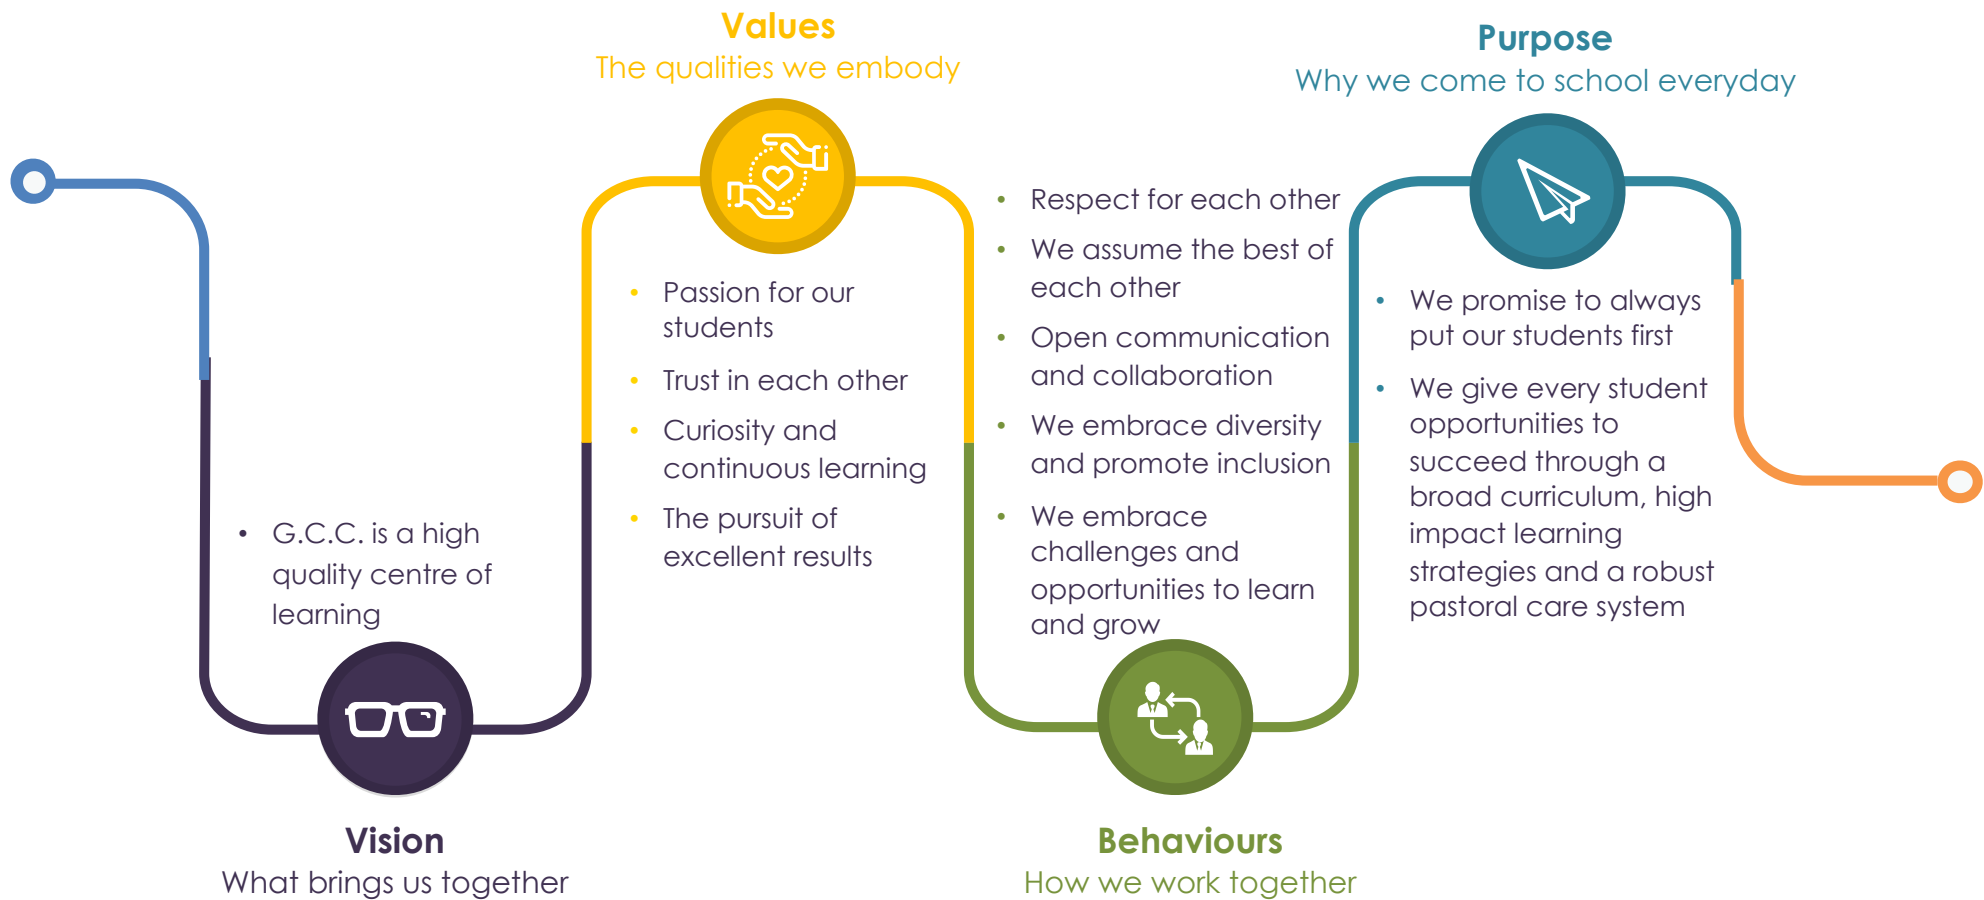 Values
The qualities we embody
Purpose
Why we come to school everyday
• G.C.C. is a high
quality centre of
learning
Vision
What brings us together
• Passion for our
students
• Trust in each other
• Curiosity and
continuous learning
• The pursuit of
excellent results
• Respect for each other
• We assume the best of
each other
• Open communication
and collaboration
• We embrace diversity
and promote inclusion
• We embrace
challenges and
opportunities to learn
and grow
Behaviours
How we work together
• We promise to always
put our students first
• We give every student
opportunities to
succeed through a
broad curriculum, high
impact learning
strategies and a robust
pastoral care system